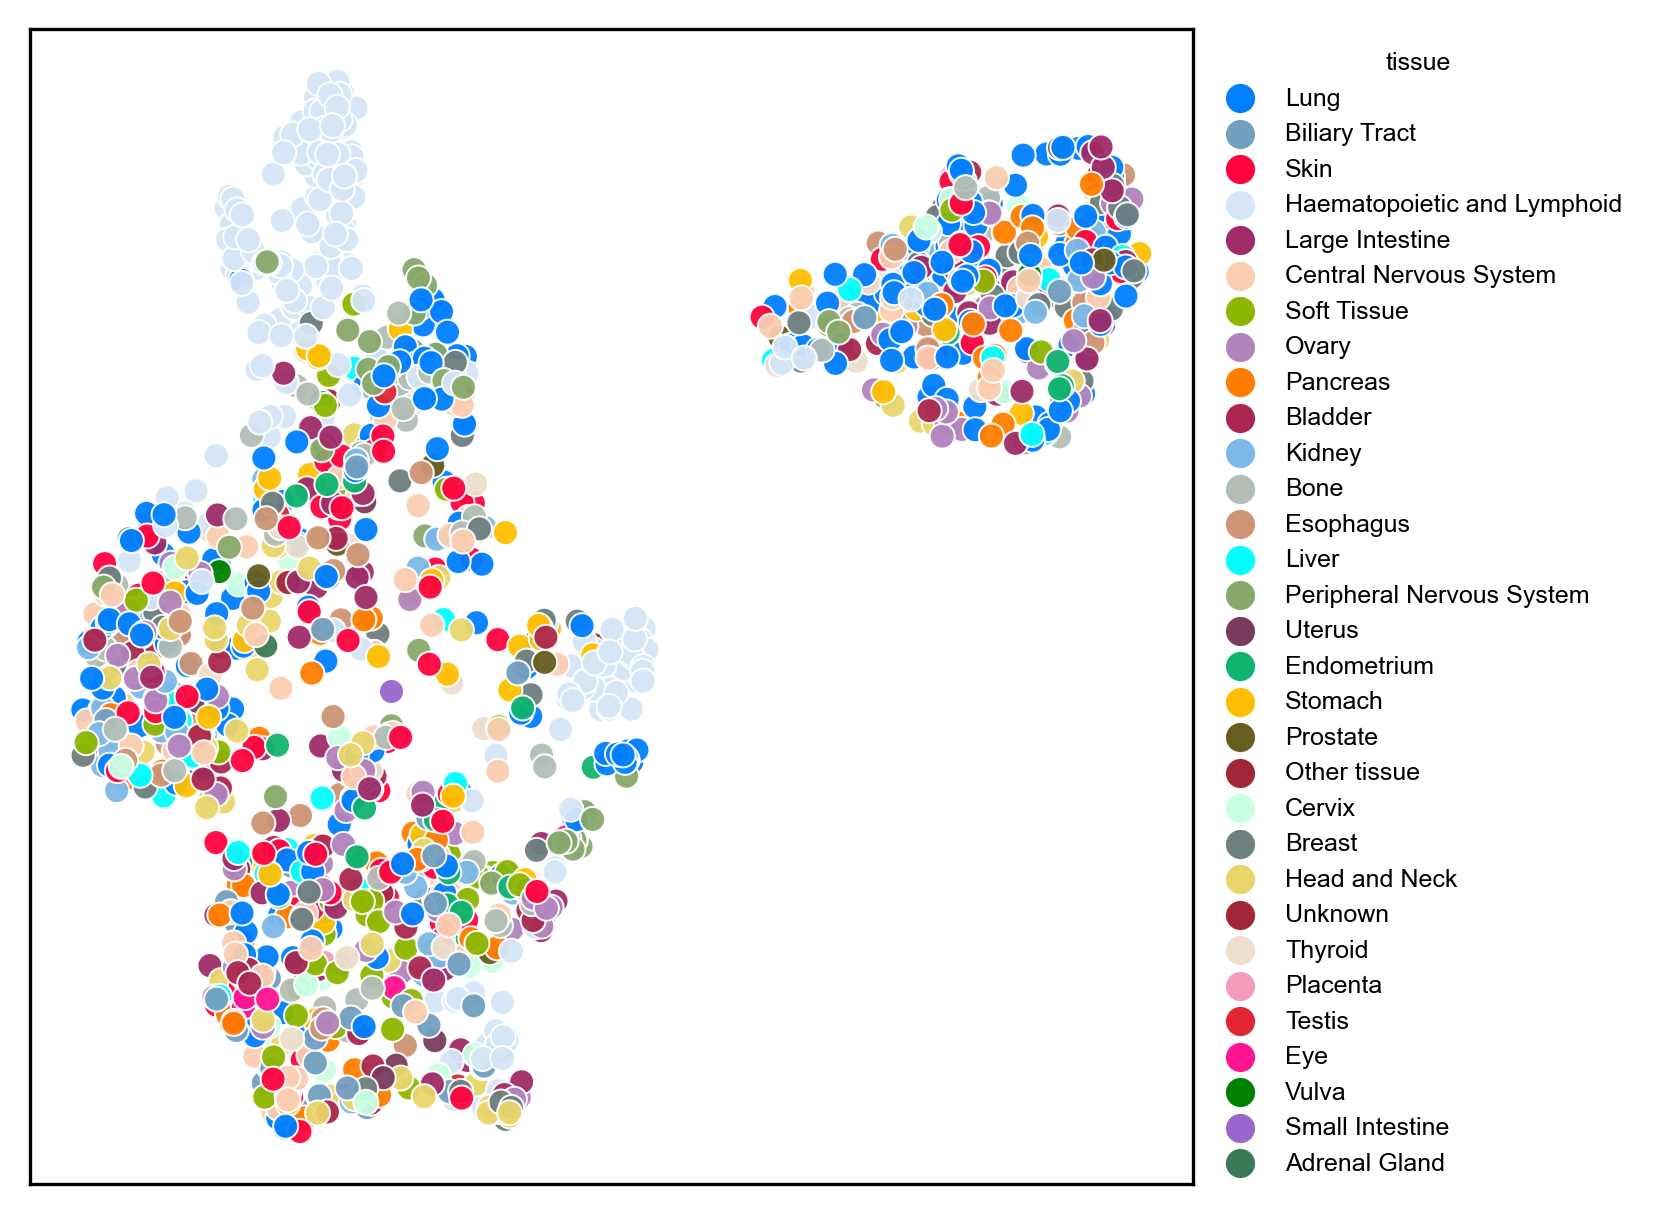 tissue
Lung
Biliary Tract
Skin
Haematopoietic and Lymphoid
Large Intestine
Central Nervous System
Soft Tissue
Ovary
Pancreas
Bladder
Kidney
Bone
Esophagus
Liver
Peripheral Nervous System
Uterus
Endometrium
Stomach
Prostate
Other tissue
Cervix
Breast
Head and Neck
Unknown
Thyroid
Placenta
Testis
Eye
Vulva
Small Intestine
Adrenal Gland